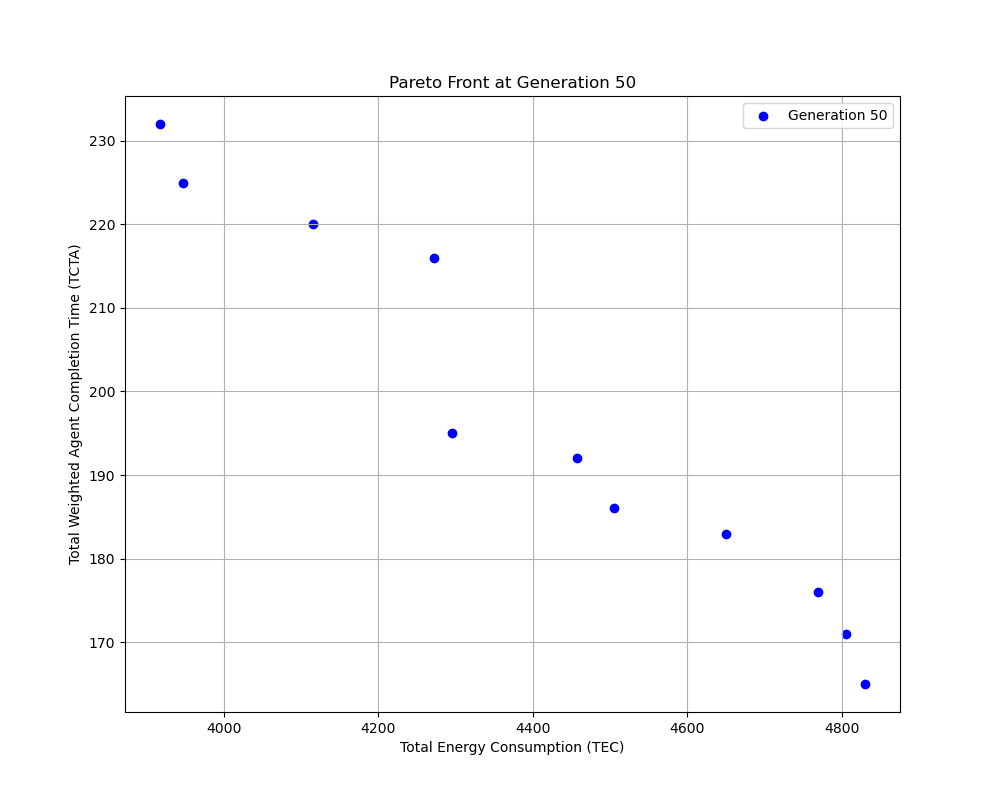 Pareto Front at Generation 50
Generation 50
Total Weighted Agent Completion Time (TCTA)
230
220
210
200
190
180
170
4000 4200 4400 4600 4800
Total Energy Consumption (TEC)